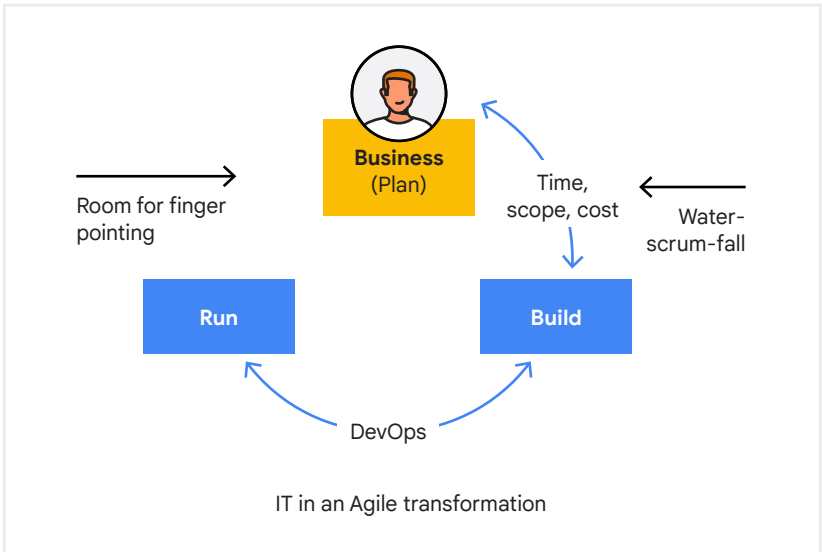 Business
(Plan)
Room for finger
pointing
Time,
scope, cost
Water-
scrum-fall
Run
Build
DevOps
IT in an Agile transformation